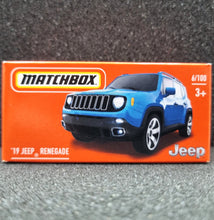 MATCHBOX
6/100
3+
'19 JEEP® RENEGADE
Jeep